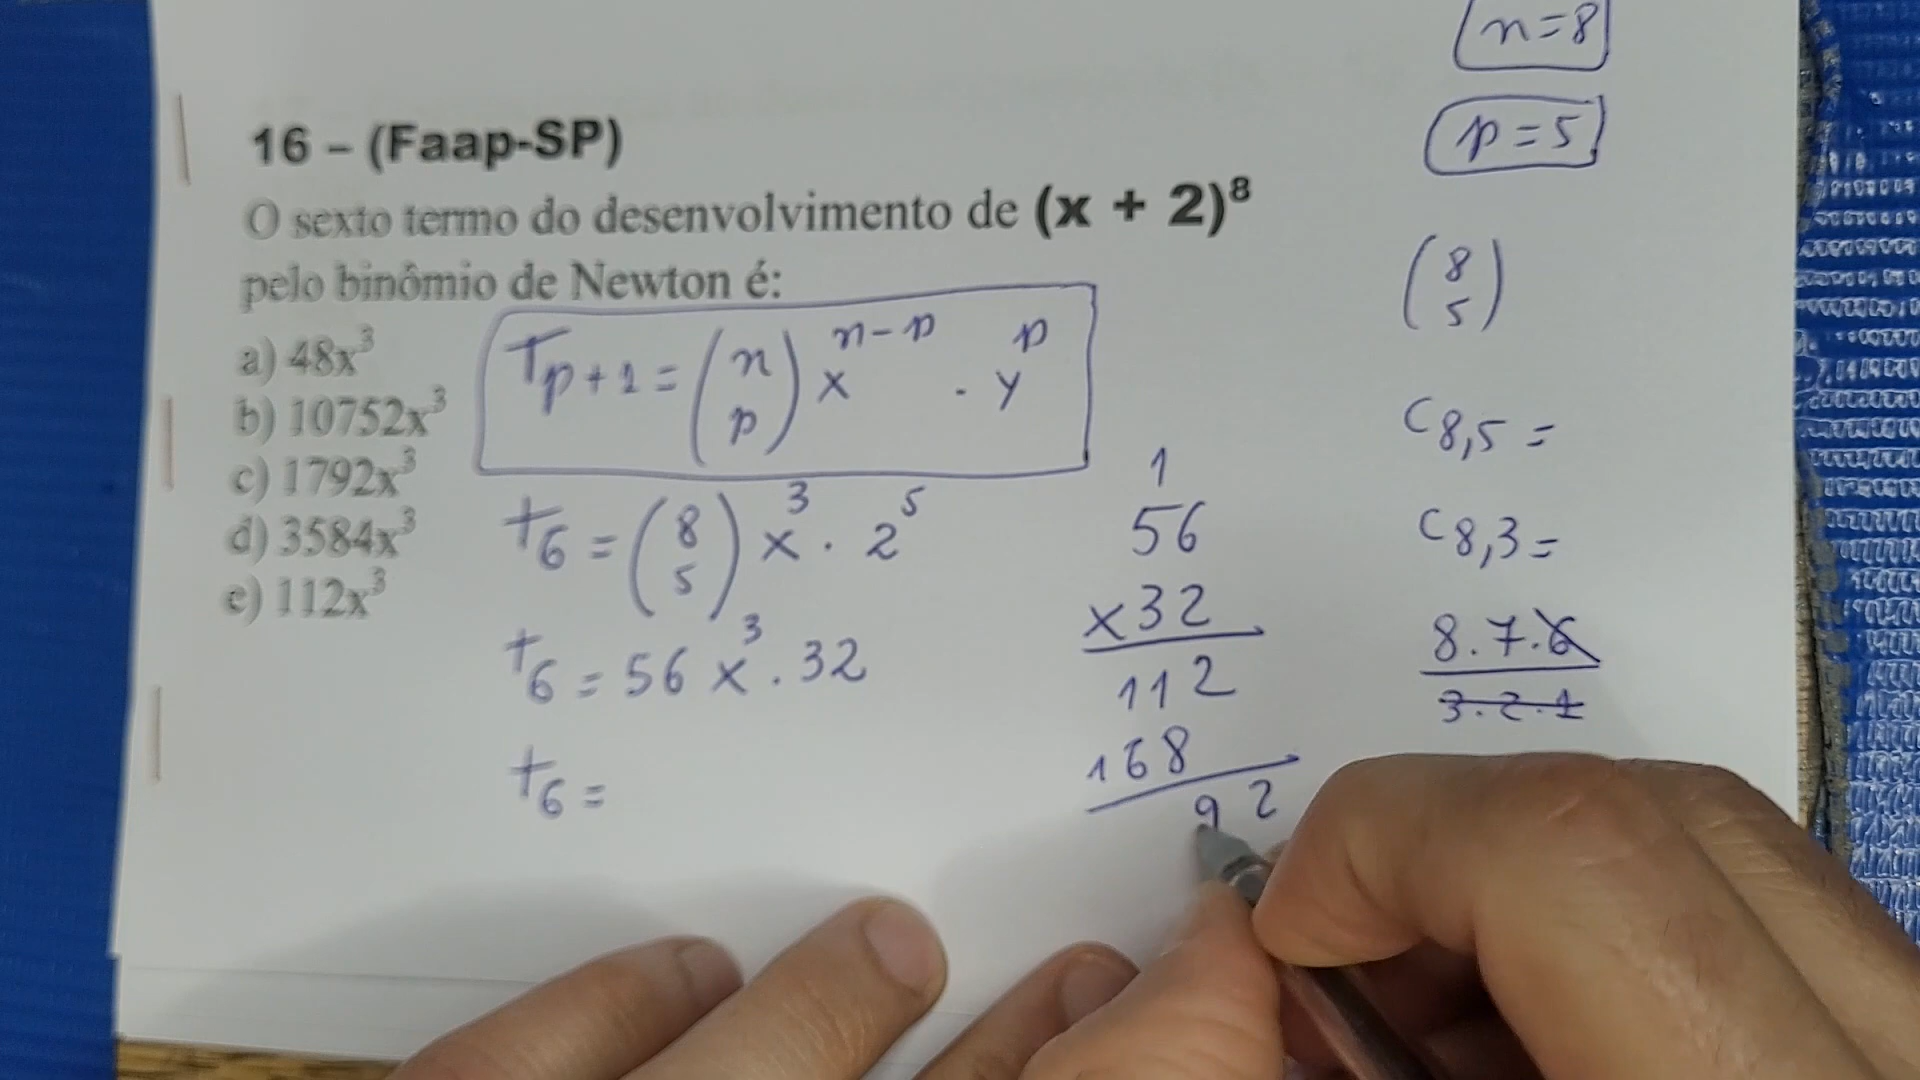 16 – (Faap-SP)
O sexto termo do desenvolvimento de (x + 2)⁸
pelo binômio de Newton é:
a) 48x³
b) 10752x³
c) 1792x³
d) 3584x³
e) 112x³
Tp+1 = (n p) x^n-p . y^p
T6 = (8 5) x³ . 2⁵
T6 = 56 x³ . 32
T6 =
1
56
x32
112
168
92
n=8
p=5
(8 5)
C8,5 =
C8,3 =
8.7.6
3.2.1